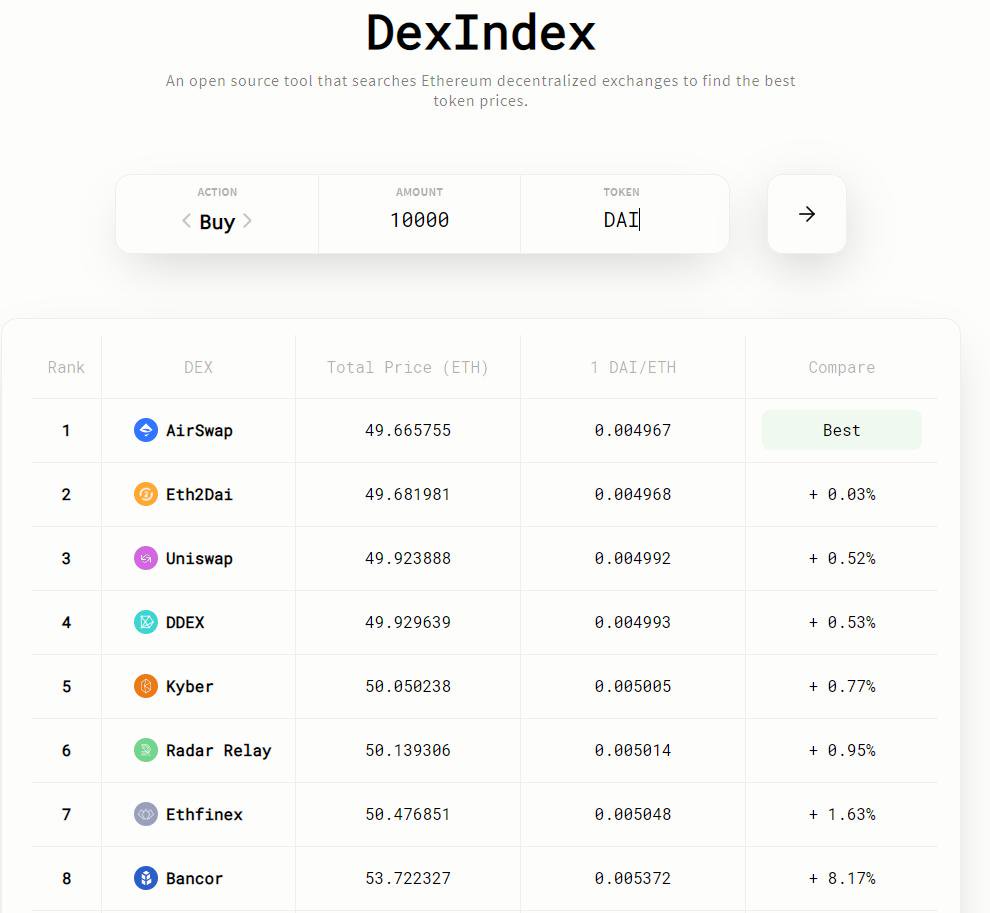 DexIndex
An open source tool that searches Ethereum decentralized exchanges to find the best
token prices.
ACTION AMOUNT TOKEN
< Buy > 10000 DAI →
Rank DEX Total Price (ETH) 1 DAI/ETH Compare
1 AirSwap 49.665755 0.004967 Best
2 Eth2Dai 49.681981 0.004968 + 0.03%
3 Uniswap 49.923888 0.004992 + 0.52%
4 DDEX 49.929639 0.004993 + 0.53%
5 Kyber 50.050238 0.005005 + 0.77%
6 Radar Relay 50.139306 0.005014 + 0.95%
7 Ethfinex 50.476851 0.005048 + 1.63%
8 Bancor 53.722327 0.005372 + 8.17%